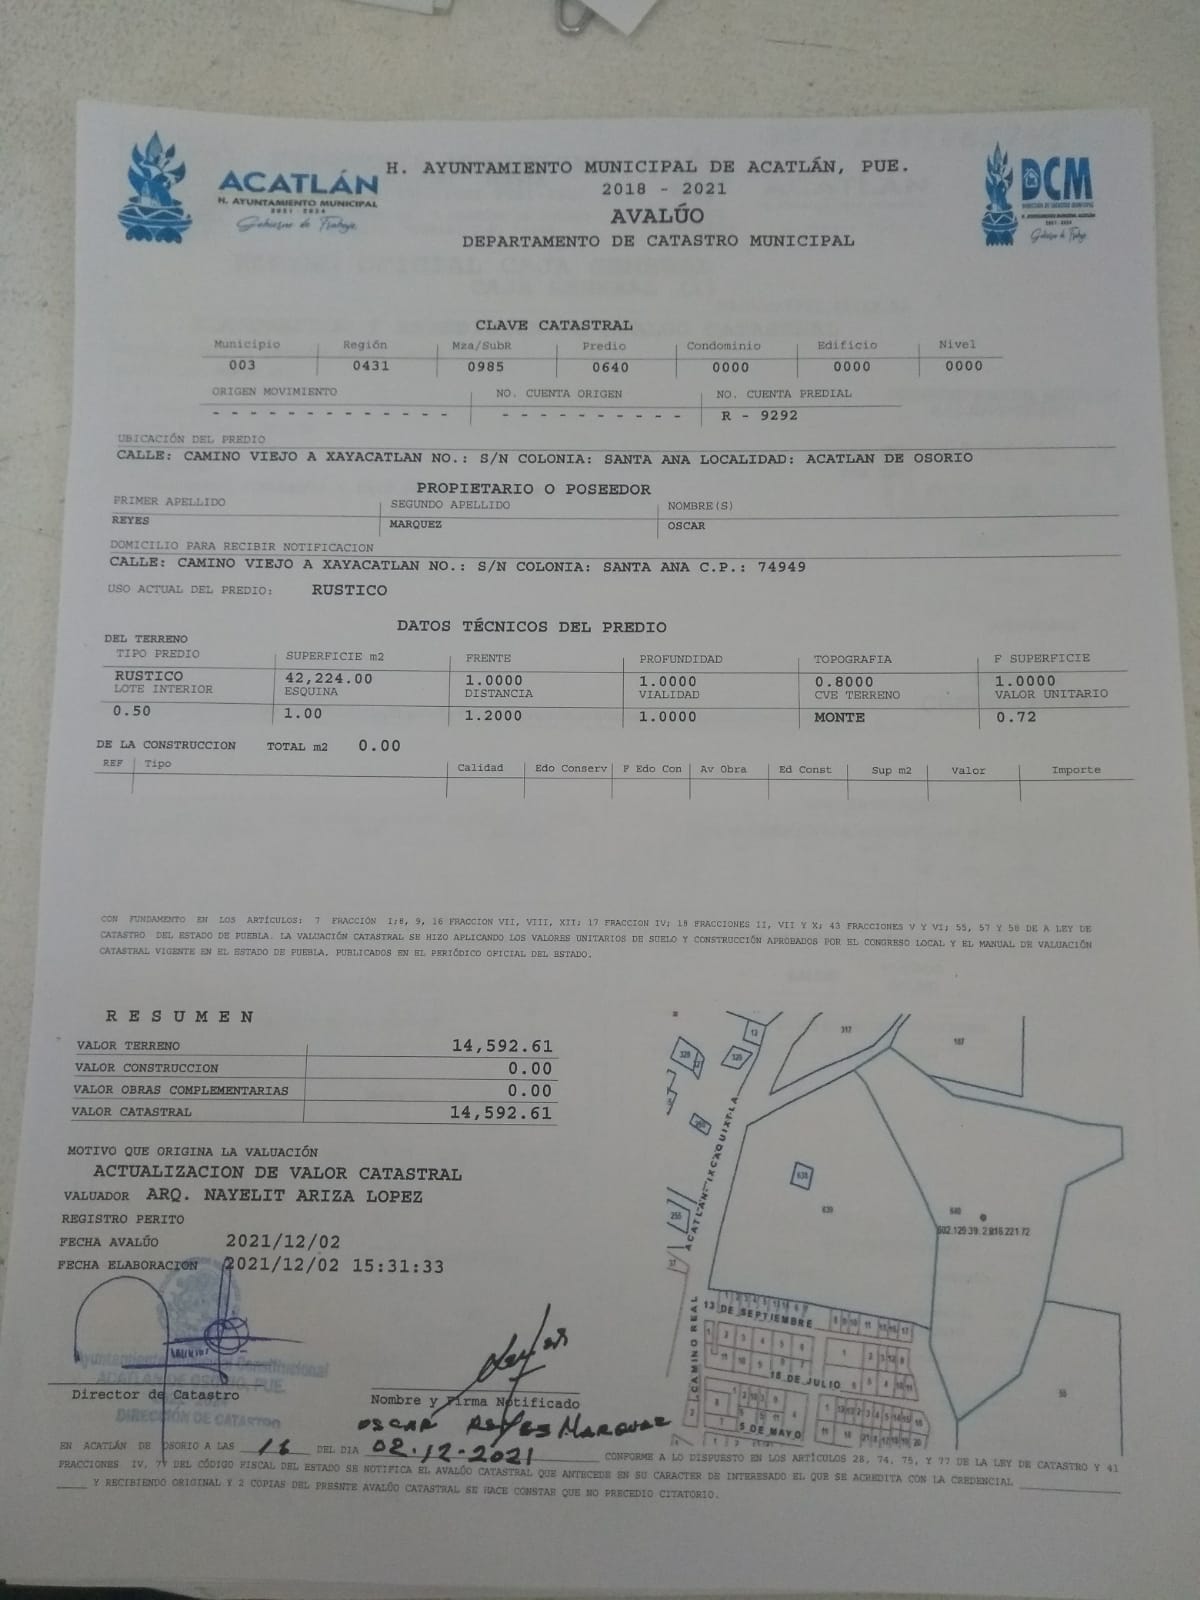 ACATLÁN
H. AYUNTAMIENTO MUNICIPAL
2021 - 2024
Gobierno de Trabajo
H. AYUNTAMIENTO MUNICIPAL DE ACATLÁN, PUE.
2018 - 2021
AVALÚO
DEPARTAMENTO DE CATASTRO MUNICIPAL
DCM
DIRECCIÓN DE CATASTRO MUNICIPAL
H. AYUNTAMIENTO MUNICIPAL ACATLÁN
2021 - 2024
Gobierno de Trabajo
CLAVE CATASTRAL
Municipio Región Mza/SubR Predio Condominio Edificio Nivel
003 0431 0985 0640 0000 0000 0000
ORIGEN MOVIMIENTO NO. CUENTA ORIGEN NO. CUENTA PREDIAL
- - - - - - - - - - - - - - - - - - - - - - - R - 9292
UBICACIÓN DEL PREDIO
CALLE: CAMINO VIEJO A XAYACATLAN NO.: S/N COLONIA: SANTA ANA LOCALIDAD: ACATLAN DE OSORIO
PROPIETARIO O POSEEDOR
PRIMER APELLIDO SEGUNDO APELLIDO NOMBRE(S)
REYES MARQUEZ OSCAR
DOMICILIO PARA RECIBIR NOTIFICACION
CALLE: CAMINO VIEJO A XAYACATLAN NO.: S/N COLONIA: SANTA ANA C.P.: 74949
USO ACTUAL DEL PREDIO: RUSTICO
DATOS TÉCNICOS DEL PREDIO
DEL TERRENO
TIPO PREDIO SUPERFICIE m2 FRENTE PROFUNDIDAD TOPOGRAFIA F SUPERFICIE
RUSTICO 42,224.00 1.0000 1.0000 0.8000 1.0000
LOTE INTERIOR ESQUINA DISTANCIA VIALIDAD CVE TERRENO VALOR UNITARIO
0.50 1.00 1.2000 1.0000 MONTE 0.72
DE LA CONSTRUCCION TOTAL m2 0.00
REF Tipo Calidad Edo Conserv F Edo Con Av Obra Ed Const Sup m2 Valor Importe
CON FUNDAMENTO EN LOS ARTÍCULOS: 7 FRACCIÓN I;8, 9, 16 FRACCION VII, VIII, XII; 17 FRACCION IV; 18 FRACCIONES II, VII Y X; 43 FRACCIONES V Y VI; 55, 57 Y 58 DE A LEY DE
CATASTRO DEL ESTADO DE PUEBLA. LA VALUACIÓN CATASTRAL SE HIZO APLICANDO LOS VALORES UNITARIOS DE SUELO Y CONSTRUCCIÓN APROBADOS POR EL CONGRESO LOCAL Y EL MANUAL DE VALUACIÓN
CATASTRAL VIGENTE EN EL ESTADO DE PUEBLA, PUBLICADOS EN EL PERIÓDICO OFICIAL DEL ESTADO.
RESUMEN
VALOR TERRENO 14,592.61
VALOR CONSTRUCCION 0.00
VALOR OBRAS COMPLEMENTARIAS 0.00
VALOR CATASTRAL 14,592.61
MOTIVO QUE ORIGINA LA VALUACIÓN
ACTUALIZACION DE VALOR CATASTRAL
VALUADOR ARQ. NAYELIT ARIZA LOPEZ
REGISTRO PERITO
FECHA AVALÚO 2021/12/02
FECHA ELABORACION 2021/12/02 15:31:33
317
187
13
328
255
639
640
ACATLAN- IXCAQUIXTLA
CAMINO REAL
13 DE SEPTIEMBRE
16 DE JULIO
5 DE MAYO
Ayuntamiento Municipal Constitucional
ACATLAN DE OSORIO, PUE.
DIRECCIÓN DE CATASTRO
Director de Catastro
Nombre y Firma Notificado
OSCAR REYES MARQUEZ
EN ACATLÁN DE OSORIO A LAS 16 DEL DIA 02-12-2021 CONFORME A LO DISPUESTO EN LOS ARTÍCULOS 28, 74, 75, Y 77 DE LA LEY DE CATASTRO Y 41
FRACCIONES IV, DEL CÓDIGO FISCAL DEL ESTADO SE NOTIFICA EL AVALÚO CATASTRAL QUE ANTECEDE EN SU CARACTER DE INTERESADO EL QUE SE ACREDITA CON LA CREDENCIAL
Y RECIBIENDO ORIGINAL Y 2 COPIAS DEL PRESNTE AVALÚO CATASTRAL SE HACE CONSTAR QUE NO PRECEDIO CITATORIO.